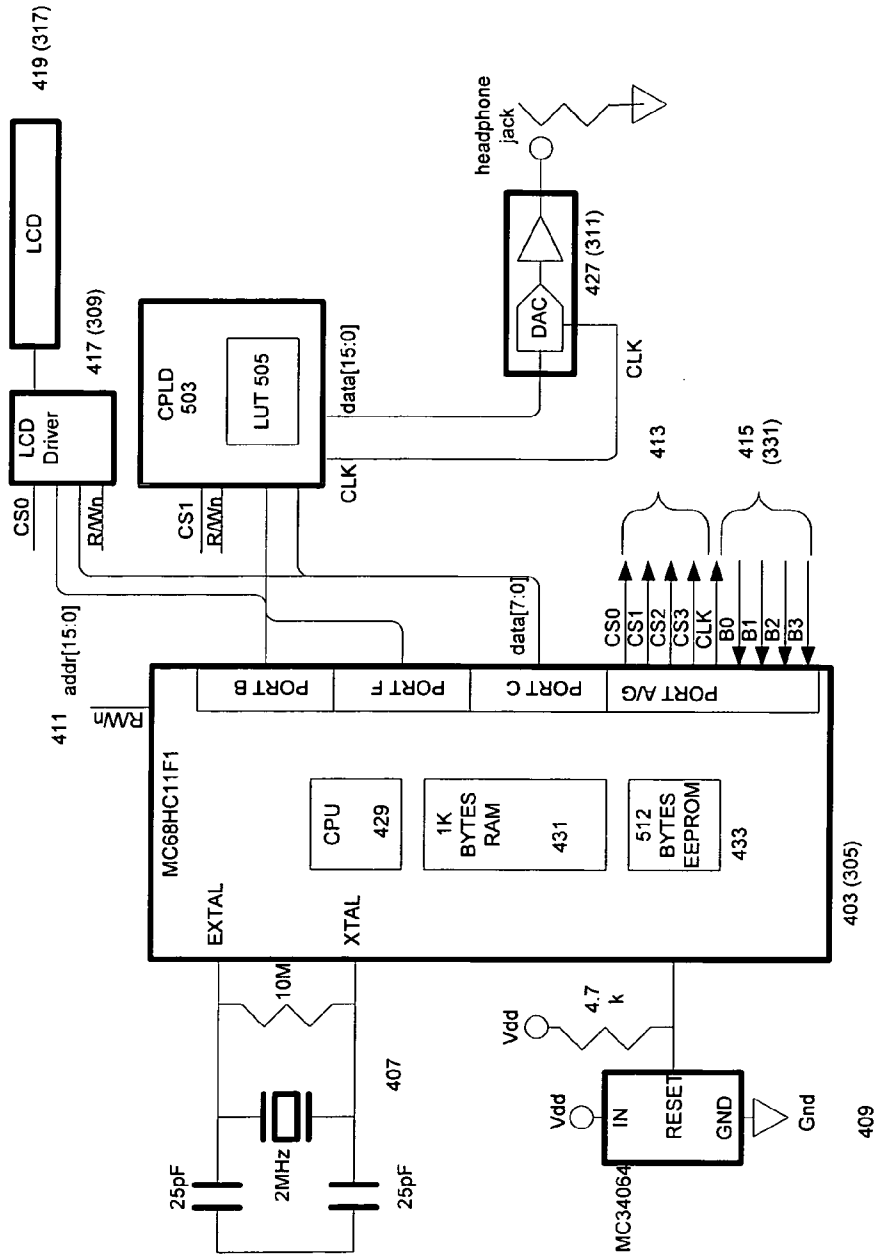 419 (317)
LCD
LCD
Driver
417 (309)
CS0
R/Wn
CPLD
503
LUT 505
CS1
R/Wn
CLK
data[15:0]
headphone
jack
DAC
427 (311)
CLK
411
R/Wn
addr[15:0]
data[7:0]
MC68HC11F1
PORT B
PORT F
PORT C
PORT A/G
EXTAL
XTAL
CPU
429
1K
BYTES
RAM
431
512
BYTES
EEPROM
433
403 (305)
CS0
CS1
CS2
CS3
CLK
B0
B1
B2
B3
413
415
(331)
25pF
2MHz
25pF
10M
407
Vdd
4.7
k
Vdd
IN
RESET
GND
MC34064
Gnd
409